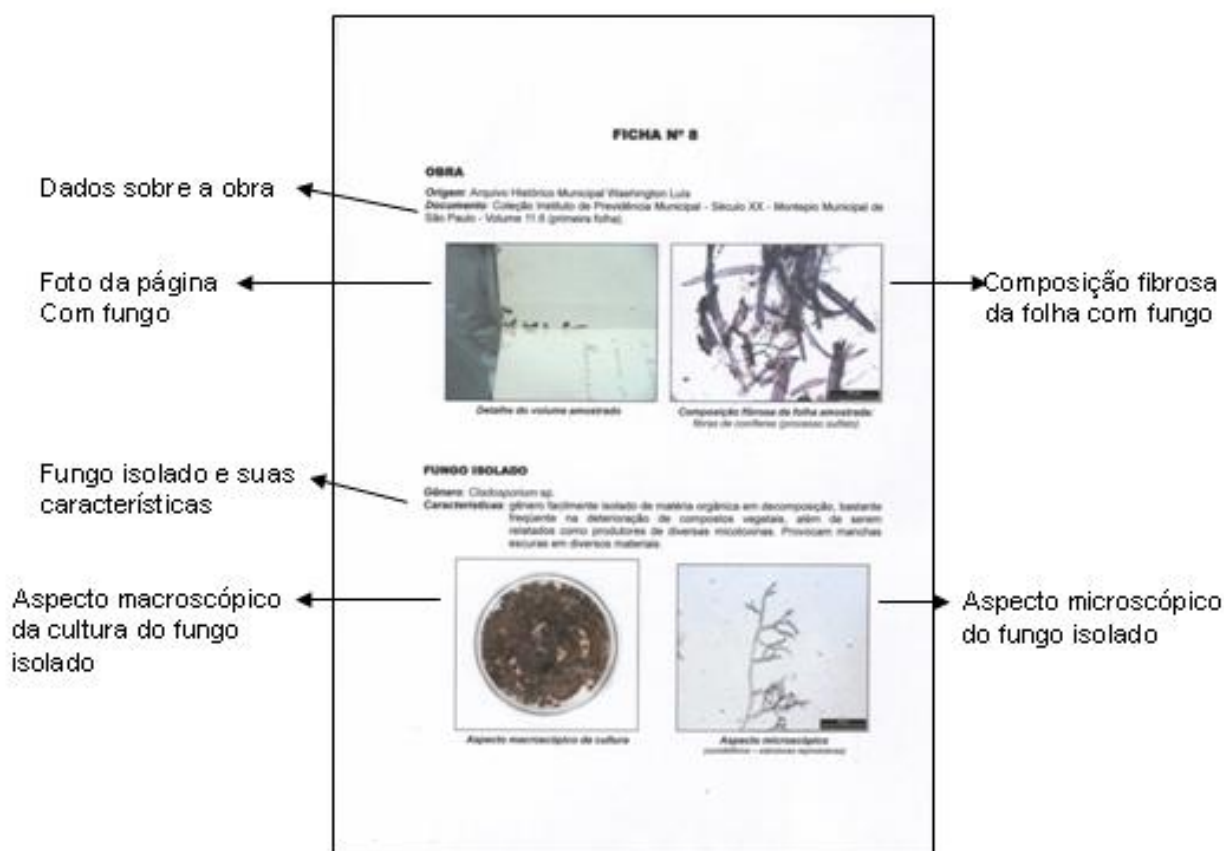 FICHA Nº 8
OBRA
Origem: Arquivo Histórico Municipal Washington Luís
Documento: Coleção Instituto de Previdência Municipal - Século XX - Montepio Municipal de
São Paulo - Volume 11.6 (primeira folha).
Dados sobre a obra
Foto da página
Com fungo
Composição fibrosa
da folha com fungo
Detalhe do volume amostrado
Composição fibrosa da folha amostrada:
fibras de coníferas (processo sulfato)
FUNGO ISOLADO
Gênero: Cladosporium sp.
Características: gênero facilmente isolado de matéria orgânica em decomposição, bastante
freqüente na deterioração de compostos vegetais, além de serem
relatados como produtores de diversas micotoxinas. Provocam manchas
escuras em diversos materiais.
Fungo isolado e suas
características
Aspecto macroscópico
da cultura do fungo
isolado
Aspecto microscópico
do fungo isolado
Aspecto macroscópico da cultura
Aspecto microscópico